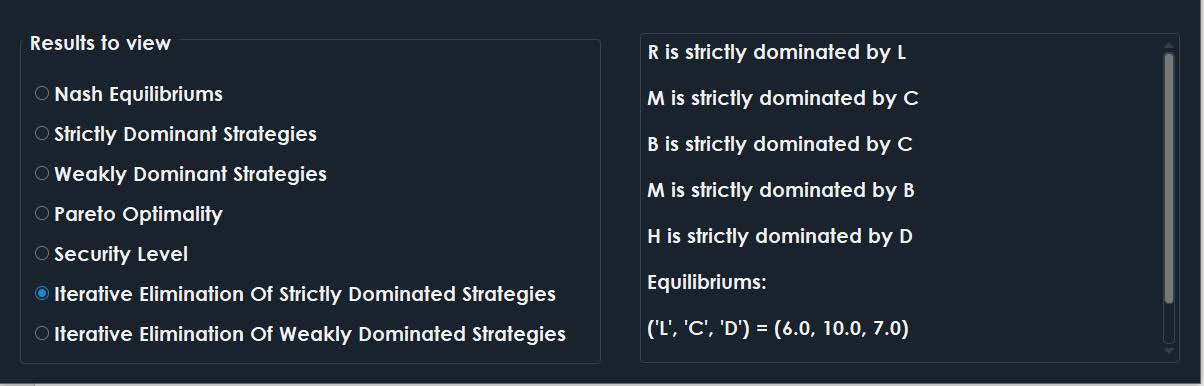 Results to view
Nash Equilibriums
Strictly Dominant Strategies
Weakly Dominant Strategies
Pareto Optimality
Security Level
Iterative Elimination Of Strictly Dominated Strategies
Iterative Elimination Of Weakly Dominated Strategies
R is strictly dominated by L
M is strictly dominated by C
B is strictly dominated by C
M is strictly dominated by B
H is strictly dominated by D
Equilibriums:
('L', 'C', 'D') = (6.0, 10.0, 7.0)